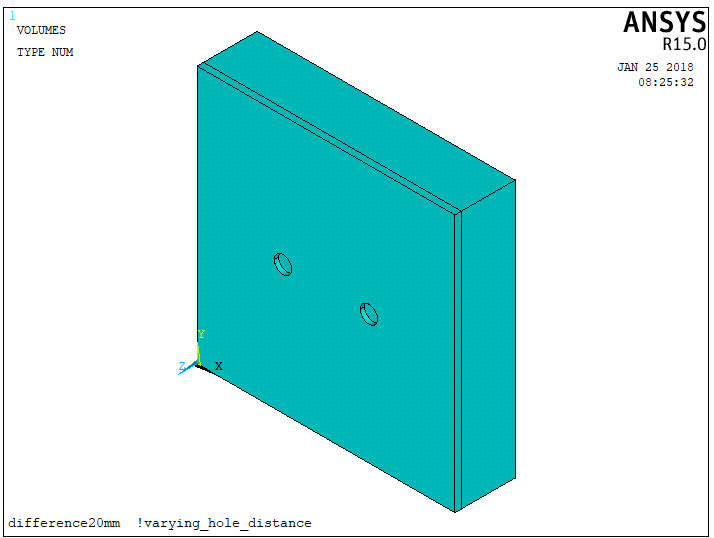 1
VOLUMES
TYPE NUM
ANSYS
R15.0
JAN 25 2018
08:25:32
Y
Z
X
difference20mm  !varying_hole_distance